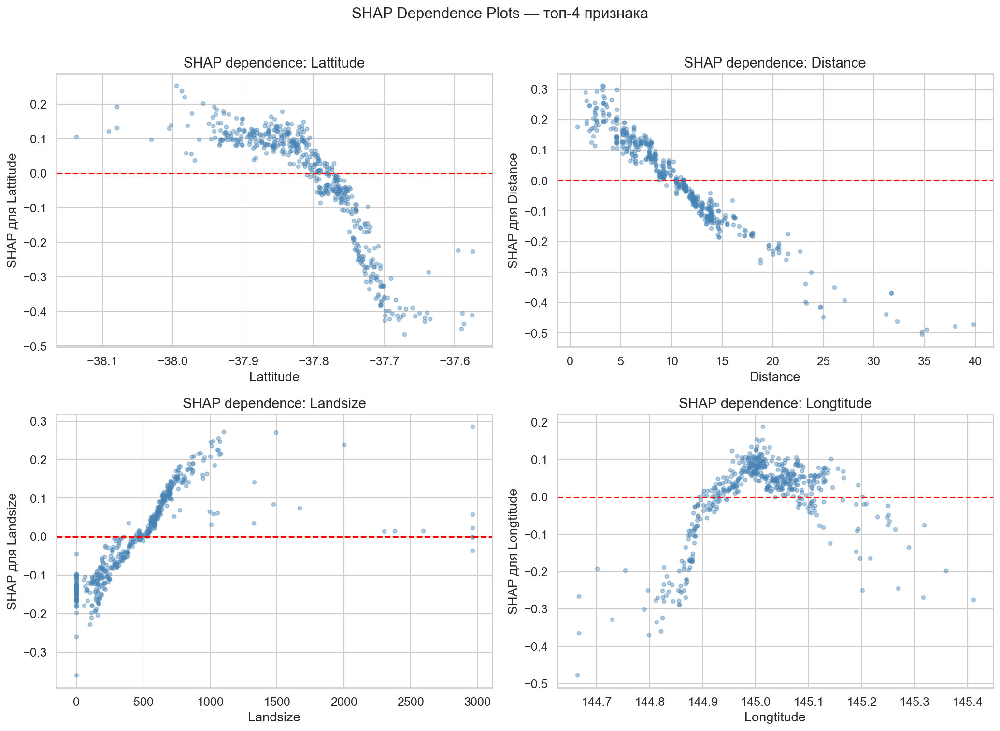 SHAP Dependence Plots — топ-4 признака
SHAP dependence: Lattitude
SHAP для Lattitude
0.2
0.1
0.0
−0.1
−0.2
−0.3
−0.4
−0.5
−38.1 −38.0 −37.9 −37.8 −37.7 −37.6
Lattitude
SHAP dependence: Distance
SHAP для Distance
0.3
0.2
0.1
0.0
−0.1
−0.2
−0.3
−0.4
−0.5
0 5 10 15 20 25 30 35 40
Distance
SHAP dependence: Landsize
SHAP для Landsize
0.3
0.2
0.1
0.0
−0.1
−0.2
−0.3
0 500 1000 1500 2000 2500 3000
Landsize
SHAP dependence: Longtitude
SHAP для Longtitude
0.2
0.1
0.0
−0.1
−0.2
−0.3
−0.4
−0.5
144.7 144.8 144.9 145.0 145.1 145.2 145.3 145.4
Longtitude